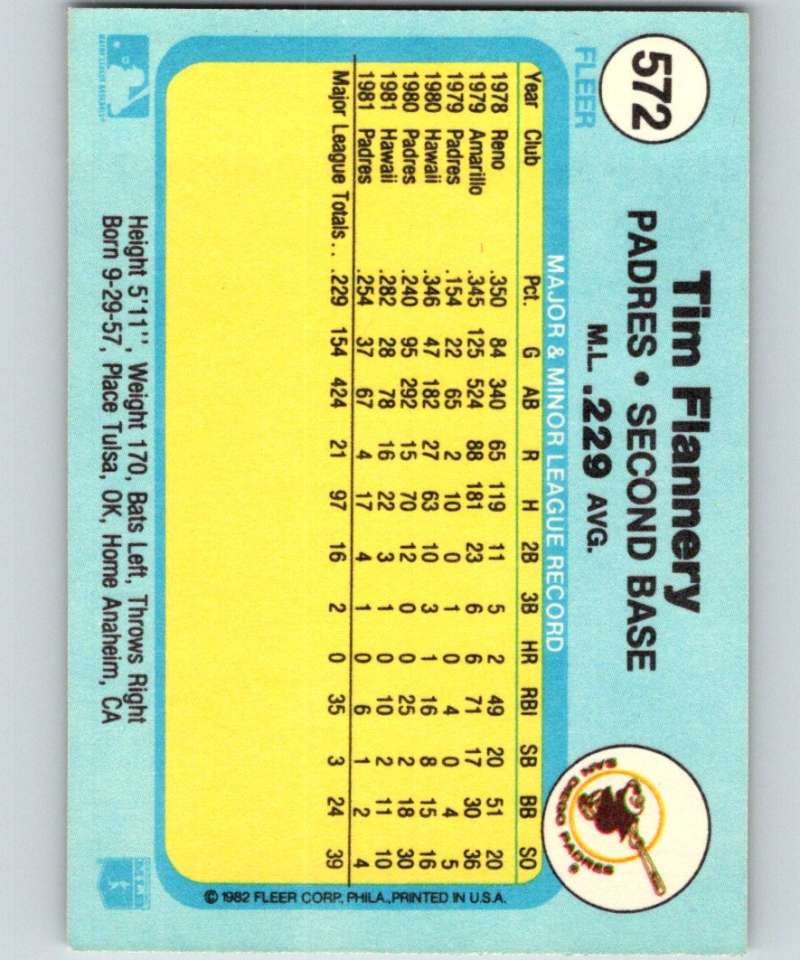 572
FLEER
Tim Flannery
PADRES • SECOND BASE
M.L. .229 AVG.
SAN DIEGO PADRES
MAJOR & MINOR LEAGUE RECORD
Year Club Pct. G AB R H 2B 3B HR RBI SB BB SO
1978 Reno .350 84 340 65 119 11 5 2 49 20 51 20
1979 Amarillo .345 125 524 88 181 23 6 6 71 17 30 36
1979 Padres .154 22 65 2 10 0 1 0 4 0 4 5
1980 Hawaii .346 47 182 27 63 10 3 1 16 8 15 16
1980 Padres .240 95 292 15 70 12 0 0 25 2 18 30
1981 Hawaii .282 28 78 16 22 3 1 0 10 2 11 10
1981 Padres .254 37 67 4 17 4 1 0 6 1 2 4
Major League Totals . . .229 154 424 21 97 16 2 0 35 3 24 39
Height 5'11'', Weight 170, Bats Left, Throws Right
Born 9-29-57, Place Tulsa, OK, Home Anaheim, CA
© 1982 FLEER CORP. PHILA., PRINTED IN U.S.A.